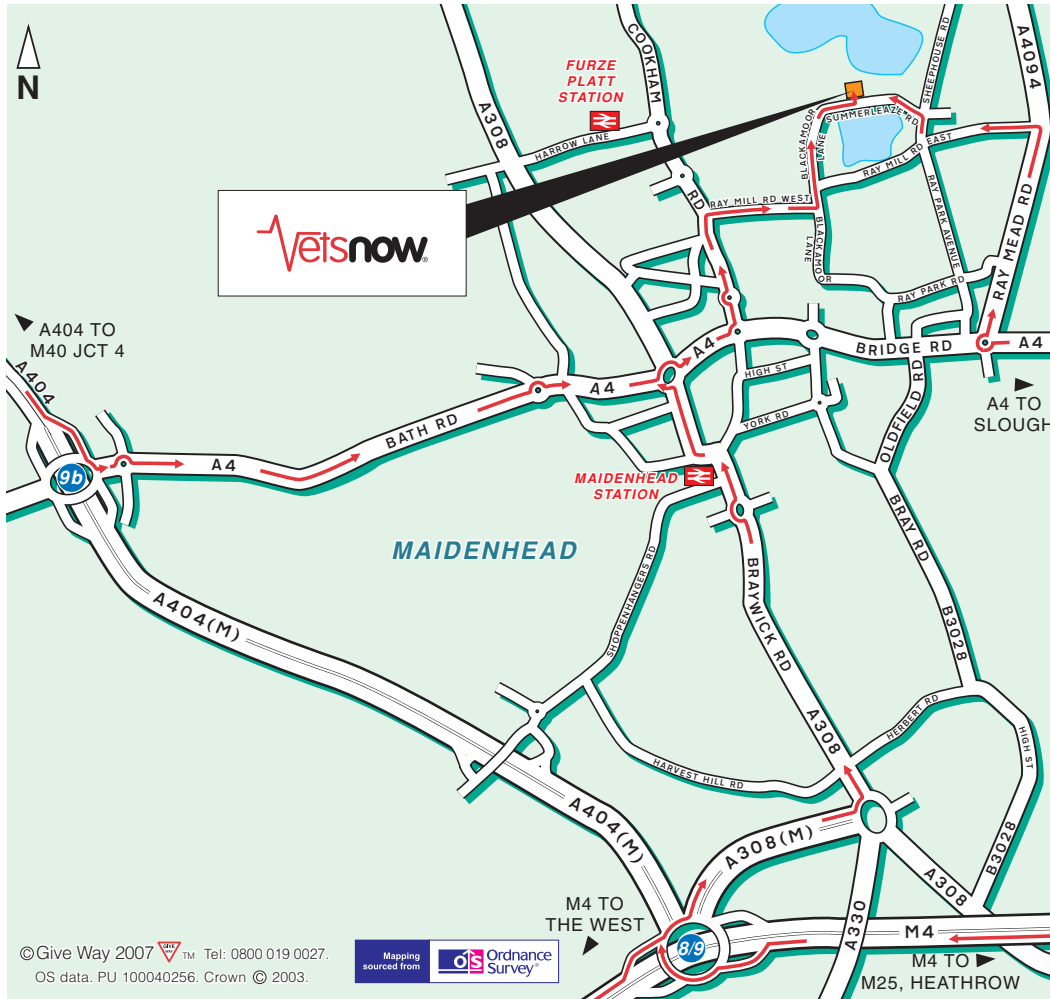 N
FURZE
PLATT
STATION
COOKHAM
RD
A308
HARROW LANE
SHEEPHOUSE RD
A4094
SUMMERLEAZE RD
BLACKAMOOR
LANE
RAY MILL RD EAST
RAY MILL RD WEST
BLACKAMOOR
LANE
RAY PARK AVENUE
RAY PARK RD
RAY MEAD RD
Vetsnow®
A404 TO
M40 JCT 4
A404
9b
A4
BATH RD
A4
A4
BRIDGE RD
A4
HIGH ST
YORK RD
OLDFIELD RD
A4 TO
SLOUGH
MAIDENHEAD
STATION
MAIDENHEAD
BRAY RD
B3028
SHOPPENHANGERS RD
BRAYWICK RD
A308
A404(M)
HERBERT RD
HIGH ST
HARVEST HILL RD
A404(M)
A308(M)
B3028
A308
A330
M4 TO
THE WEST
8/9
M4
M4 TO
M25, HEATHROW
©Give Way 2007 GIVE WAY TM Tel: 0800 019 0027.
OS data. PU 100040256. Crown © 2003.
Mapping
sourced from
OS Ordnance
Survey®